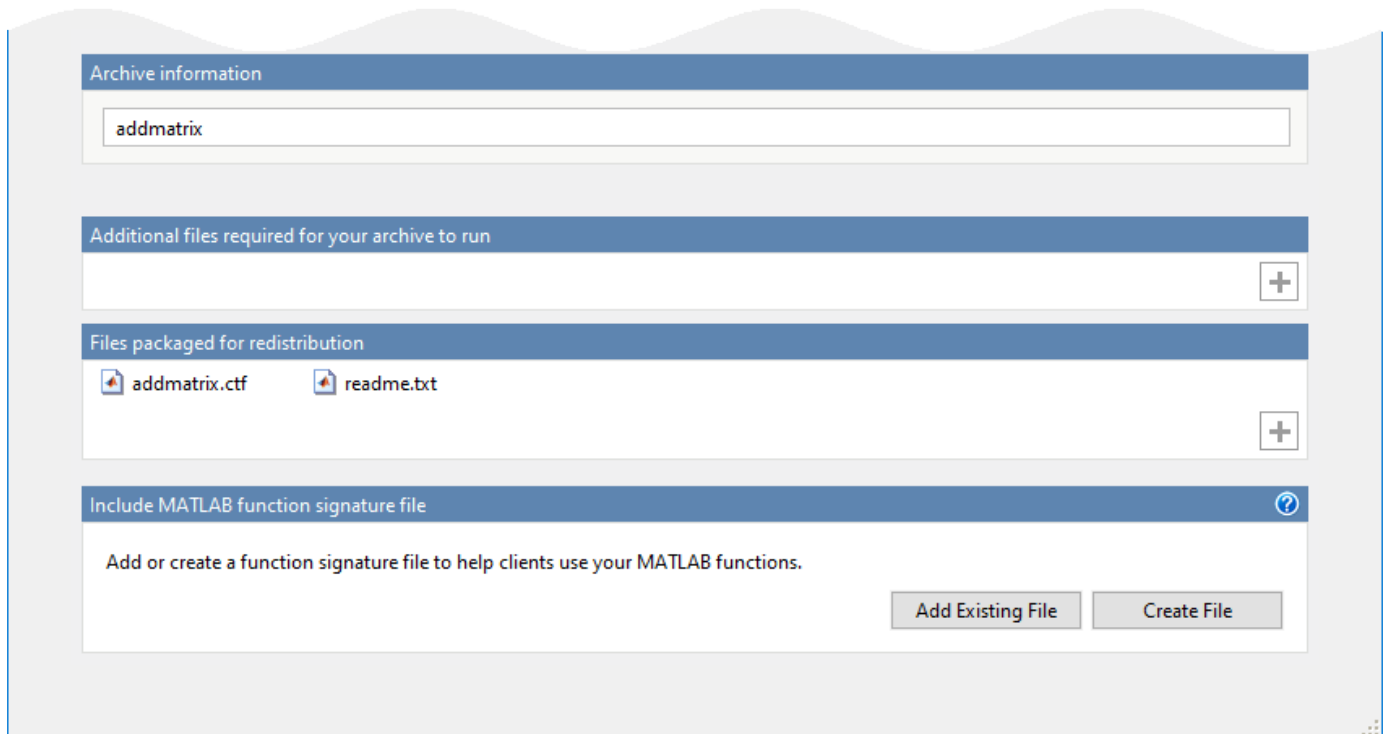 Archive information
addmatrix
Additional files required for your archive to run
Files packaged for redistribution
addmatrix.ctf readme.txt
Include MATLAB function signature file
Add or create a function signature file to help clients use your MATLAB functions.
Add Existing File Create File